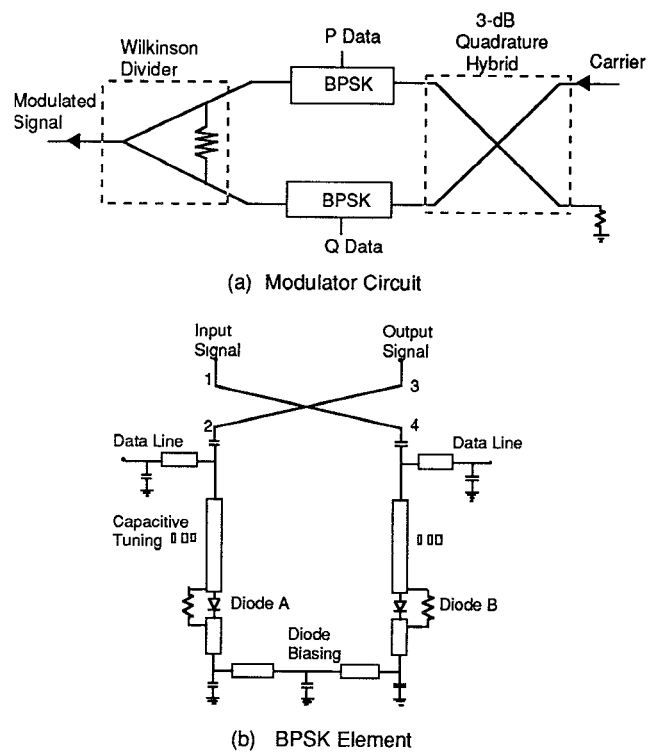 3-dB
Quadrature
Hybrid
Wilkinson
Divider
P Data
Carrier
BPSK
Modulated
Signal
BPSK
Q Data
(a) Modulator Circuit
Input
Signal
Output
Signal
1
3
2
4
Data Line
Data Line
Capacitive
Tuning
Diode A
Diode B
Diode
Biasing
(b) BPSK Element